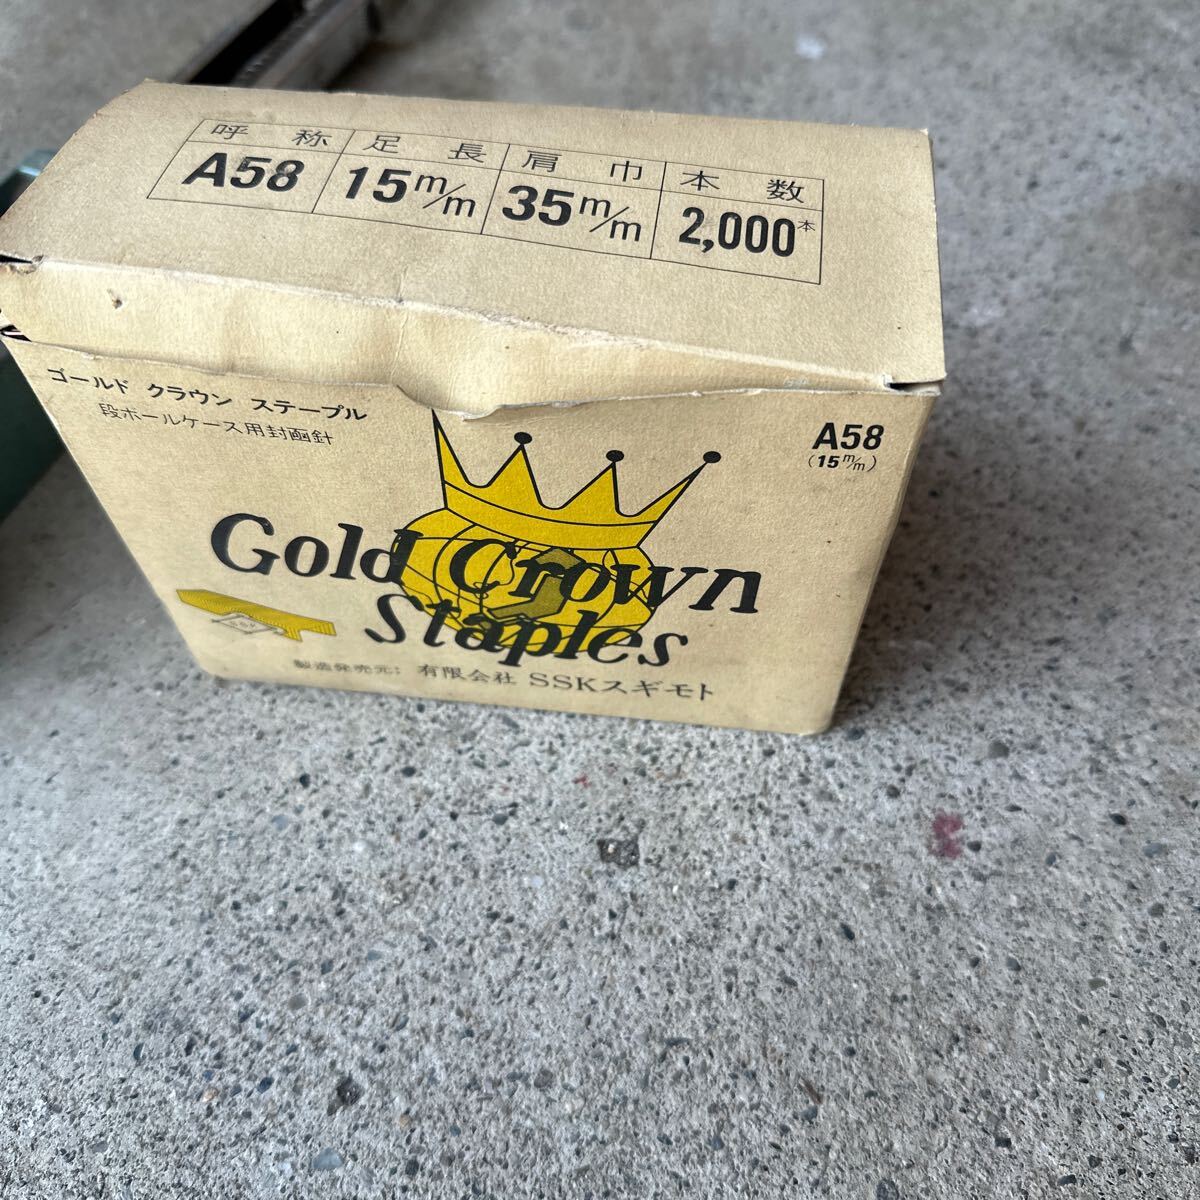 呼称 足長 肩巾 本数
A58 15m/m 35m/m 2,000本
ゴールド クラウン ステープル
段ボールケース用封函針
A58
(15m/m)
Gold Crown
Staples
SSK
製造発売元: 有限会社 SSKスギモト